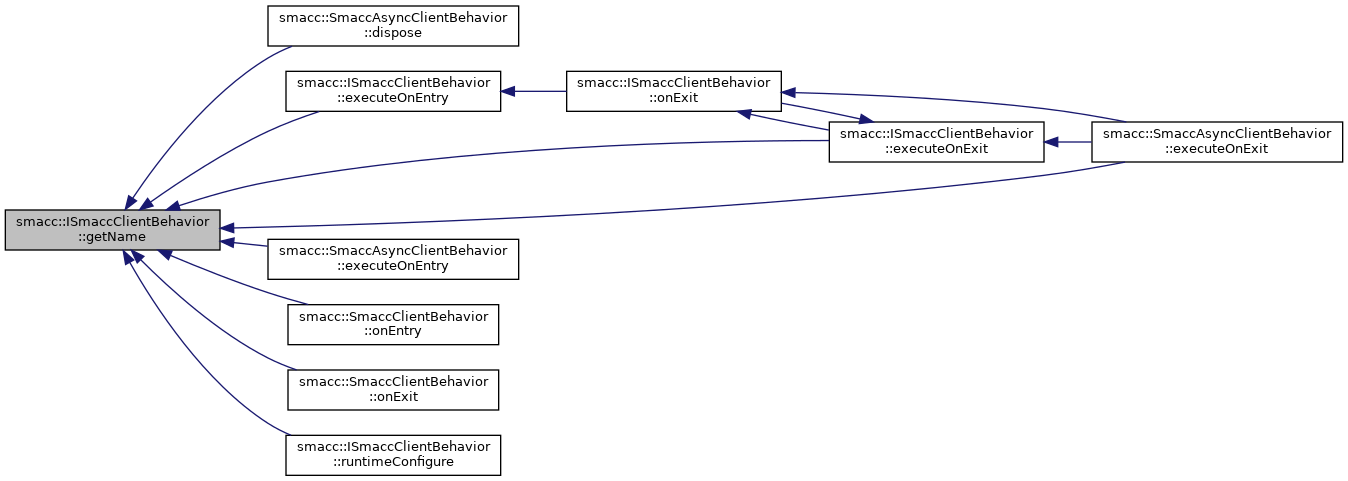 smacc::SmaccAsyncClientBehavior
::dispose
smacc::ISmaccClientBehavior
::executeOnEntry
smacc::ISmaccClientBehavior
::onExit
smacc::ISmaccClientBehavior
::executeOnExit
smacc::SmaccAsyncClientBehavior
::executeOnExit
smacc::ISmaccClientBehavior
::getName
smacc::SmaccAsyncClientBehavior
::executeOnEntry
smacc::SmaccClientBehavior
::onEntry
smacc::SmaccClientBehavior
::onExit
smacc::ISmaccClientBehavior
::runtimeConfigure